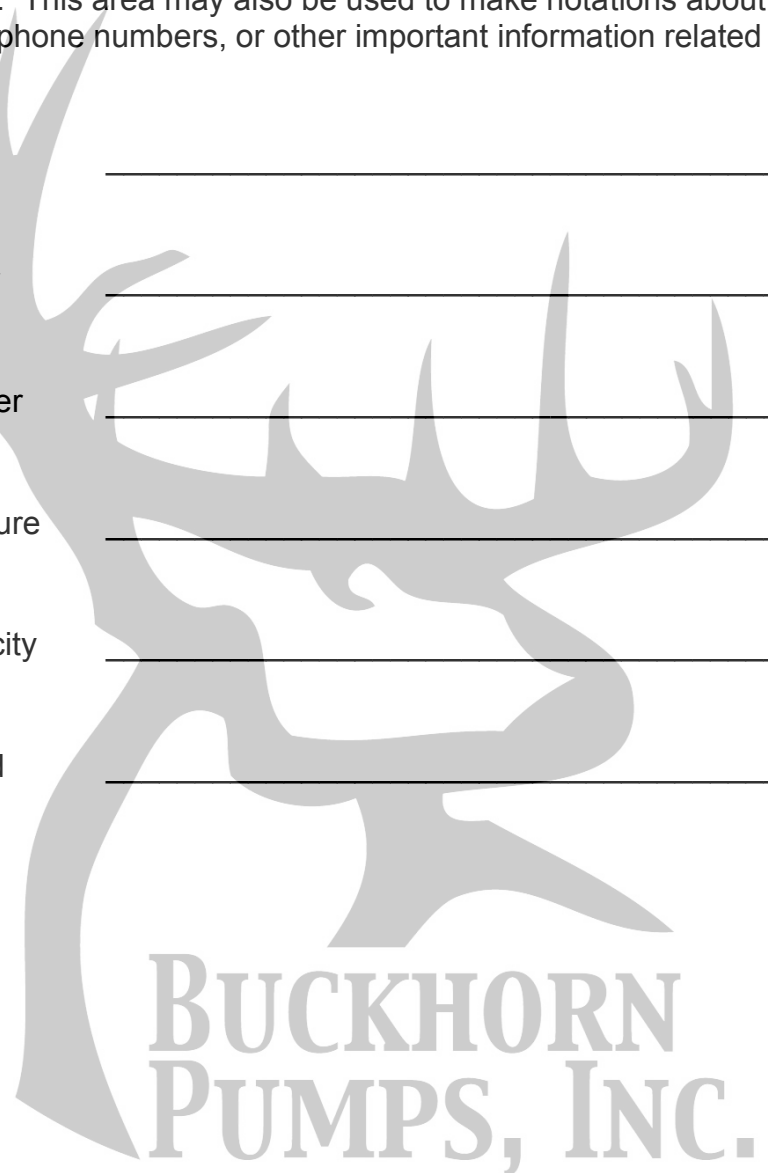 This area may also be used to make notations about
phone numbers, or other important information related
er
ure
city
l
BUCKHORN
PUMPS, INC.